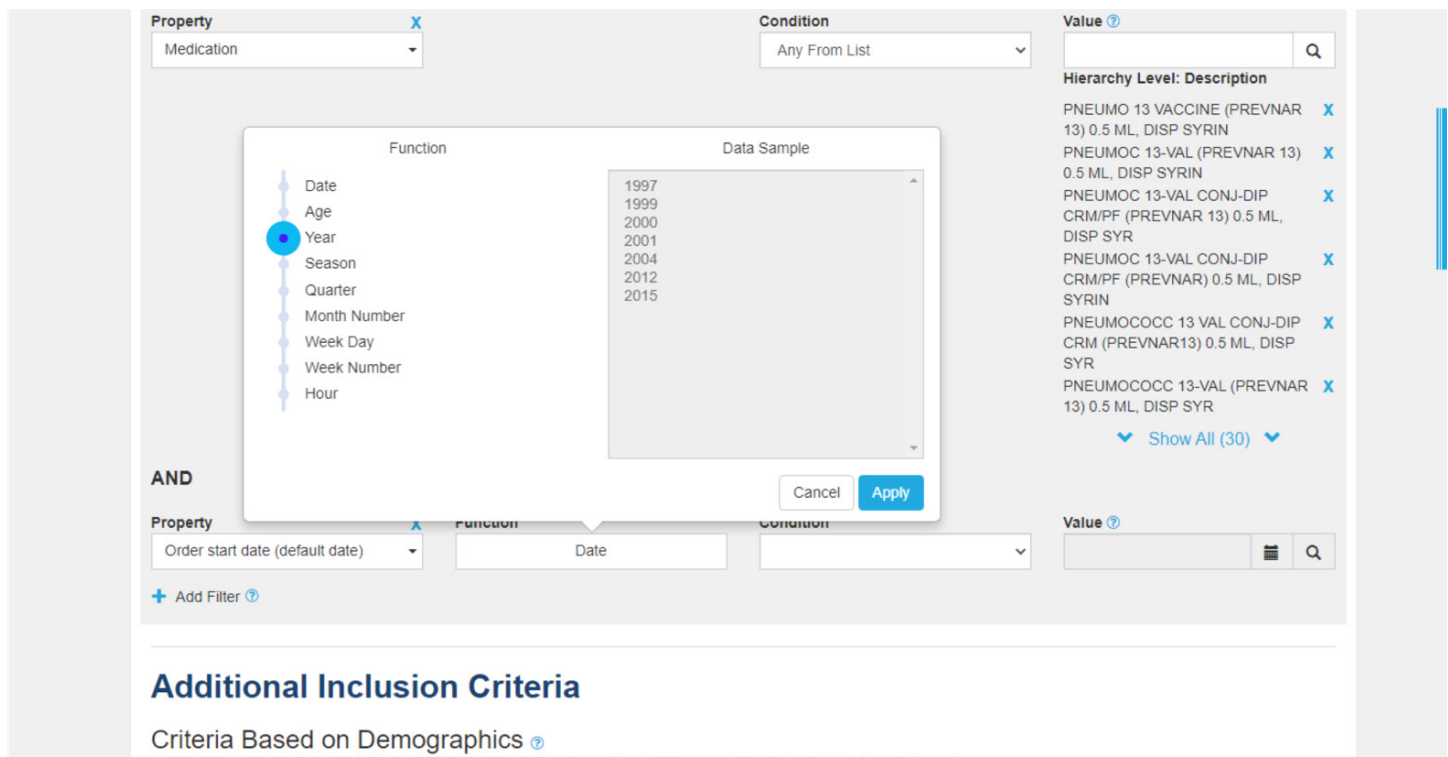 Property X Condition Value ?
Medication Any From List
Hierarchy Level: Description
PNEUMO 13 VACCINE (PREVNAR X
13) 0.5 ML, DISP SYRIN
PNEUMOC 13-VAL (PREVNAR 13) X
0.5 ML, DISP SYRIN
PNEUMOC 13-VAL CONJ-DIP X
CRM/PF (PREVNAR 13) 0.5 ML,
DISP SYR
PNEUMOC 13-VAL CONJ-DIP X
CRM/PF (PREVNAR) 0.5 ML, DISP
SYRIN
PNEUMOCOCC 13 VAL CONJ-DIP X
CRM (PREVNAR13) 0.5 ML, DISP
SYR
PNEUMOCOCC 13-VAL (PREVNAR X
13) 0.5 ML, DISP SYR
Show All (30)
Function Data Sample
Date
Age
Year
Season
Quarter
Month Number
Week Day
Week Number
Hour
1997
1999
2000
2001
2004
2012
2015
Cancel Apply
AND
Property X Function Condition Value ?
Order start date (default date) Date
+ Add Filter ?
Additional Inclusion Criteria
Criteria Based on Demographics ?